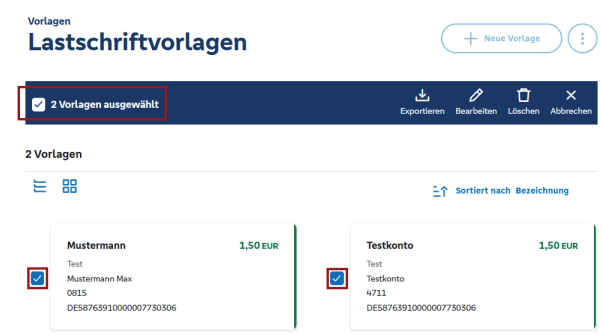 Vorlagen
Lastschriftvorlagen
Neue Vorlage
2 Vorlagen ausgewählt
Exportieren Bearbeiten Löschen Abbrechen
2 Vorlagen
Sortiert nach Bezeichnung
Mustermann 1,50 EUR
Test
Mustermann Max
0815
DE58763910000007730306
Testkonto 1,50 EUR
Test
Testkonto
4711
DE58763910000007730306